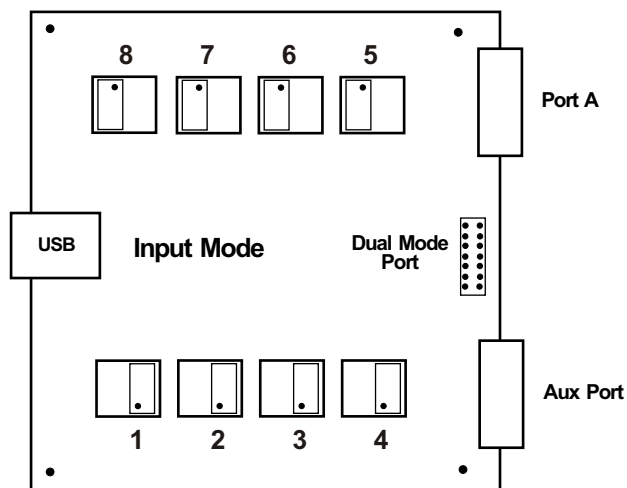 8 7 6 5
Port A
USB
Input Mode
Dual Mode
Port
Aux Port
1 2 3 4